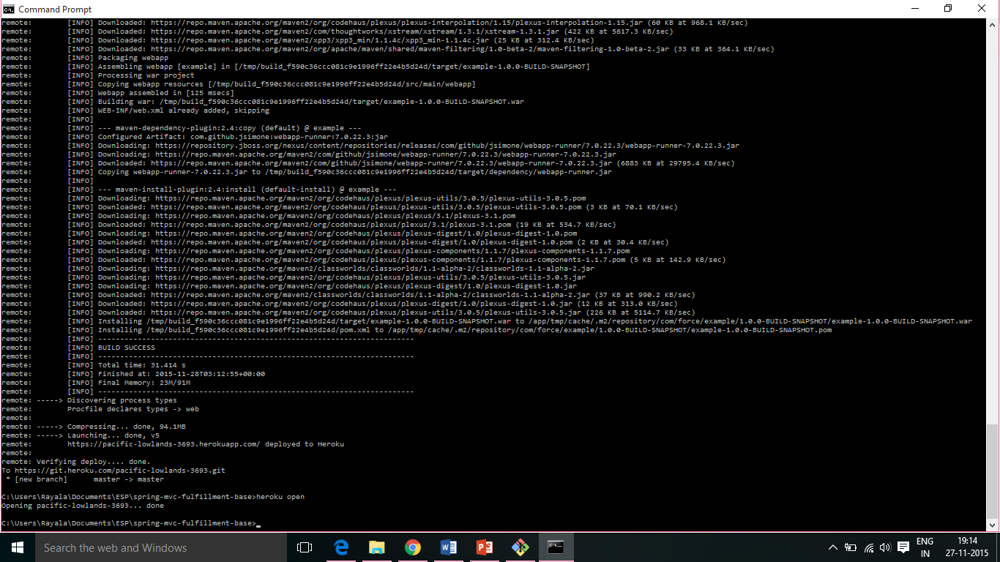 Command Prompt
remote:        [INFO] Downloaded: https://repo.maven.apache.org/maven2/org/codehaus/plexus/plexus-interpolation/1.15/plexus-interpolation-1.15.jar (60 KB at 968.1 KB/sec)
remote:        [INFO] Downloaded: https://repo.maven.apache.org/maven2/com/thoughtworks/xstream/xstream/1.3.1/xstream-1.3.1.jar (422 KB at 5617.3 KB/sec)
remote:        [INFO] Downloaded: https://repo.maven.apache.org/maven2/xpp3/xpp3_min/1.1.4c/xpp3_min-1.1.4c.jar (25 KB at 312.4 KB/sec)
remote:        [INFO] Downloaded: https://repo.maven.apache.org/maven2/org/apache/maven/shared/maven-filtering/1.0-beta-2/maven-filtering-1.0-beta-2.jar (33 KB at 364.1 KB/sec)
remote:        [INFO] Packaging webapp
remote:        [INFO] Assembling webapp [example] in [/tmp/build_f590c36ccc081c9e1996ff22e4b5d24d/target/example-1.0.0-BUILD-SNAPSHOT]
remote:        [INFO] Processing war project
remote:        [INFO] Copying webapp resources [/tmp/build_f590c36ccc081c9e1996ff22e4b5d24d/src/main/webapp]
remote:        [INFO] Webapp assembled in [125 msecs]
remote:        [INFO] Building war: /tmp/build_f590c36ccc081c9e1996ff22e4b5d24d/target/example-1.0.0-BUILD-SNAPSHOT.war
remote:        [INFO] WEB-INF/web.xml already added, skipping
remote:        [INFO]
remote:        [INFO] --- maven-dependency-plugin:2.4:copy (default) @ example ---
remote:        [INFO] Configured Artifact: com.github.jsimone:webapp-runner:7.0.22.3:jar
remote:        [INFO] Downloading: https://repository.jboss.org/nexus/content/repositories/releases/com/github/jsimone/webapp-runner/7.0.22.3/webapp-runner-7.0.22.3.jar
remote:        [INFO] Downloading: https://repo.maven.apache.org/maven2/com/github/jsimone/webapp-runner/7.0.22.3/webapp-runner-7.0.22.3.jar
remote:        [INFO] Downloaded: https://repo.maven.apache.org/maven2/com/github/jsimone/webapp-runner/7.0.22.3/webapp-runner-7.0.22.3.jar (6883 KB at 29795.4 KB/sec)
remote:        [INFO] Copying webapp-runner-7.0.22.3.jar to /tmp/build_f590c36ccc081c9e1996ff22e4b5d24d/target/dependency/webapp-runner.jar
remote:        [INFO]
remote:        [INFO] --- maven-install-plugin:2.4:install (default-install) @ example ---
remote:        [INFO] Downloading: https://repo.maven.apache.org/maven2/org/codehaus/plexus/plexus-utils/3.0.5/plexus-utils-3.0.5.pom
remote:        [INFO] Downloaded: https://repo.maven.apache.org/maven2/org/codehaus/plexus/plexus-utils/3.0.5/plexus-utils-3.0.5.pom (3 KB at 70.1 KB/sec)
remote:        [INFO] Downloading: https://repo.maven.apache.org/maven2/org/codehaus/plexus/plexus/3.1/plexus-3.1.pom
remote:        [INFO] Downloaded: https://repo.maven.apache.org/maven2/org/codehaus/plexus/plexus/3.1/plexus-3.1.pom (19 KB at 534.7 KB/sec)
remote:        [INFO] Downloading: https://repo.maven.apache.org/maven2/org/codehaus/plexus/plexus-digest/1.0/plexus-digest-1.0.pom
remote:        [INFO] Downloaded: https://repo.maven.apache.org/maven2/org/codehaus/plexus/plexus-digest/1.0/plexus-digest-1.0.pom (2 KB at 30.4 KB/sec)
remote:        [INFO] Downloading: https://repo.maven.apache.org/maven2/org/codehaus/plexus/plexus-components/1.1.7/plexus-components-1.1.7.pom
remote:        [INFO] Downloaded: https://repo.maven.apache.org/maven2/org/codehaus/plexus/plexus-components/1.1.7/plexus-components-1.1.7.pom (5 KB at 142.9 KB/sec)
remote:        [INFO] Downloading: https://repo.maven.apache.org/maven2/classworlds/classworlds/1.1-alpha-2/classworlds-1.1-alpha-2.jar
remote:        [INFO] Downloading: https://repo.maven.apache.org/maven2/org/codehaus/plexus/plexus-utils/3.0.5/plexus-utils-3.0.5.jar
remote:        [INFO] Downloading: https://repo.maven.apache.org/maven2/org/codehaus/plexus/plexus-digest/1.0/plexus-digest-1.0.jar
remote:        [INFO] Downloaded: https://repo.maven.apache.org/maven2/classworlds/classworlds/1.1-alpha-2/classworlds-1.1-alpha-2.jar (37 KB at 990.2 KB/sec)
remote:        [INFO] Downloaded: https://repo.maven.apache.org/maven2/org/codehaus/plexus/plexus-digest/1.0/plexus-digest-1.0.jar (12 KB at 313.0 KB/sec)
remote:        [INFO] Downloaded: https://repo.maven.apache.org/maven2/org/codehaus/plexus/plexus-utils/3.0.5/plexus-utils-3.0.5.jar (226 KB at 5114.7 KB/sec)
remote:        [INFO] Installing /tmp/build_f590c36ccc081c9e1996ff22e4b5d24d/target/example-1.0.0-BUILD-SNAPSHOT.war to /app/tmp/cache/.m2/repository/com/force/example/1.0.0-BUILD-SNAPSHOT/example-1.0.0-BUILD-SNAPSHOT.war
remote:        [INFO] Installing /tmp/build_f590c36ccc081c9e1996ff22e4b5d24d/pom.xml to /app/tmp/cache/.m2/repository/com/force/example/1.0.0-BUILD-SNAPSHOT/example-1.0.0-BUILD-SNAPSHOT.pom
remote:        [INFO] ------------------------------------------------------------------------
remote:        [INFO] BUILD SUCCESS
remote:        [INFO] ------------------------------------------------------------------------
remote:        [INFO] Total time: 31.414 s
remote:        [INFO] Finished at: 2015-11-28T03:12:55+00:00
remote:        [INFO] Final Memory: 23M/91M
remote:        [INFO] ------------------------------------------------------------------------
remote: -----> Discovering process types
remote:        Procfile declares types -> web
remote:
remote: -----> Compressing... done, 94.1MB
remote: -----> Launching... done, v5
remote:        https://pacific-lowlands-3693.herokuapp.com/ deployed to Heroku
remote:
remote: Verifying deploy.... done.
To https://git.heroku.com/pacific-lowlands-3693.git
 * [new branch]      master -> master
C:\Users\Rayala\Documents\ESP\spring-mvc-fulfillment-base>heroku open
Opening pacific-lowlands-3693... done
C:\Users\Rayala\Documents\ESP\spring-mvc-fulfillment-base>
Search the web and Windows
ENG
IN
19:14
27-11-2015